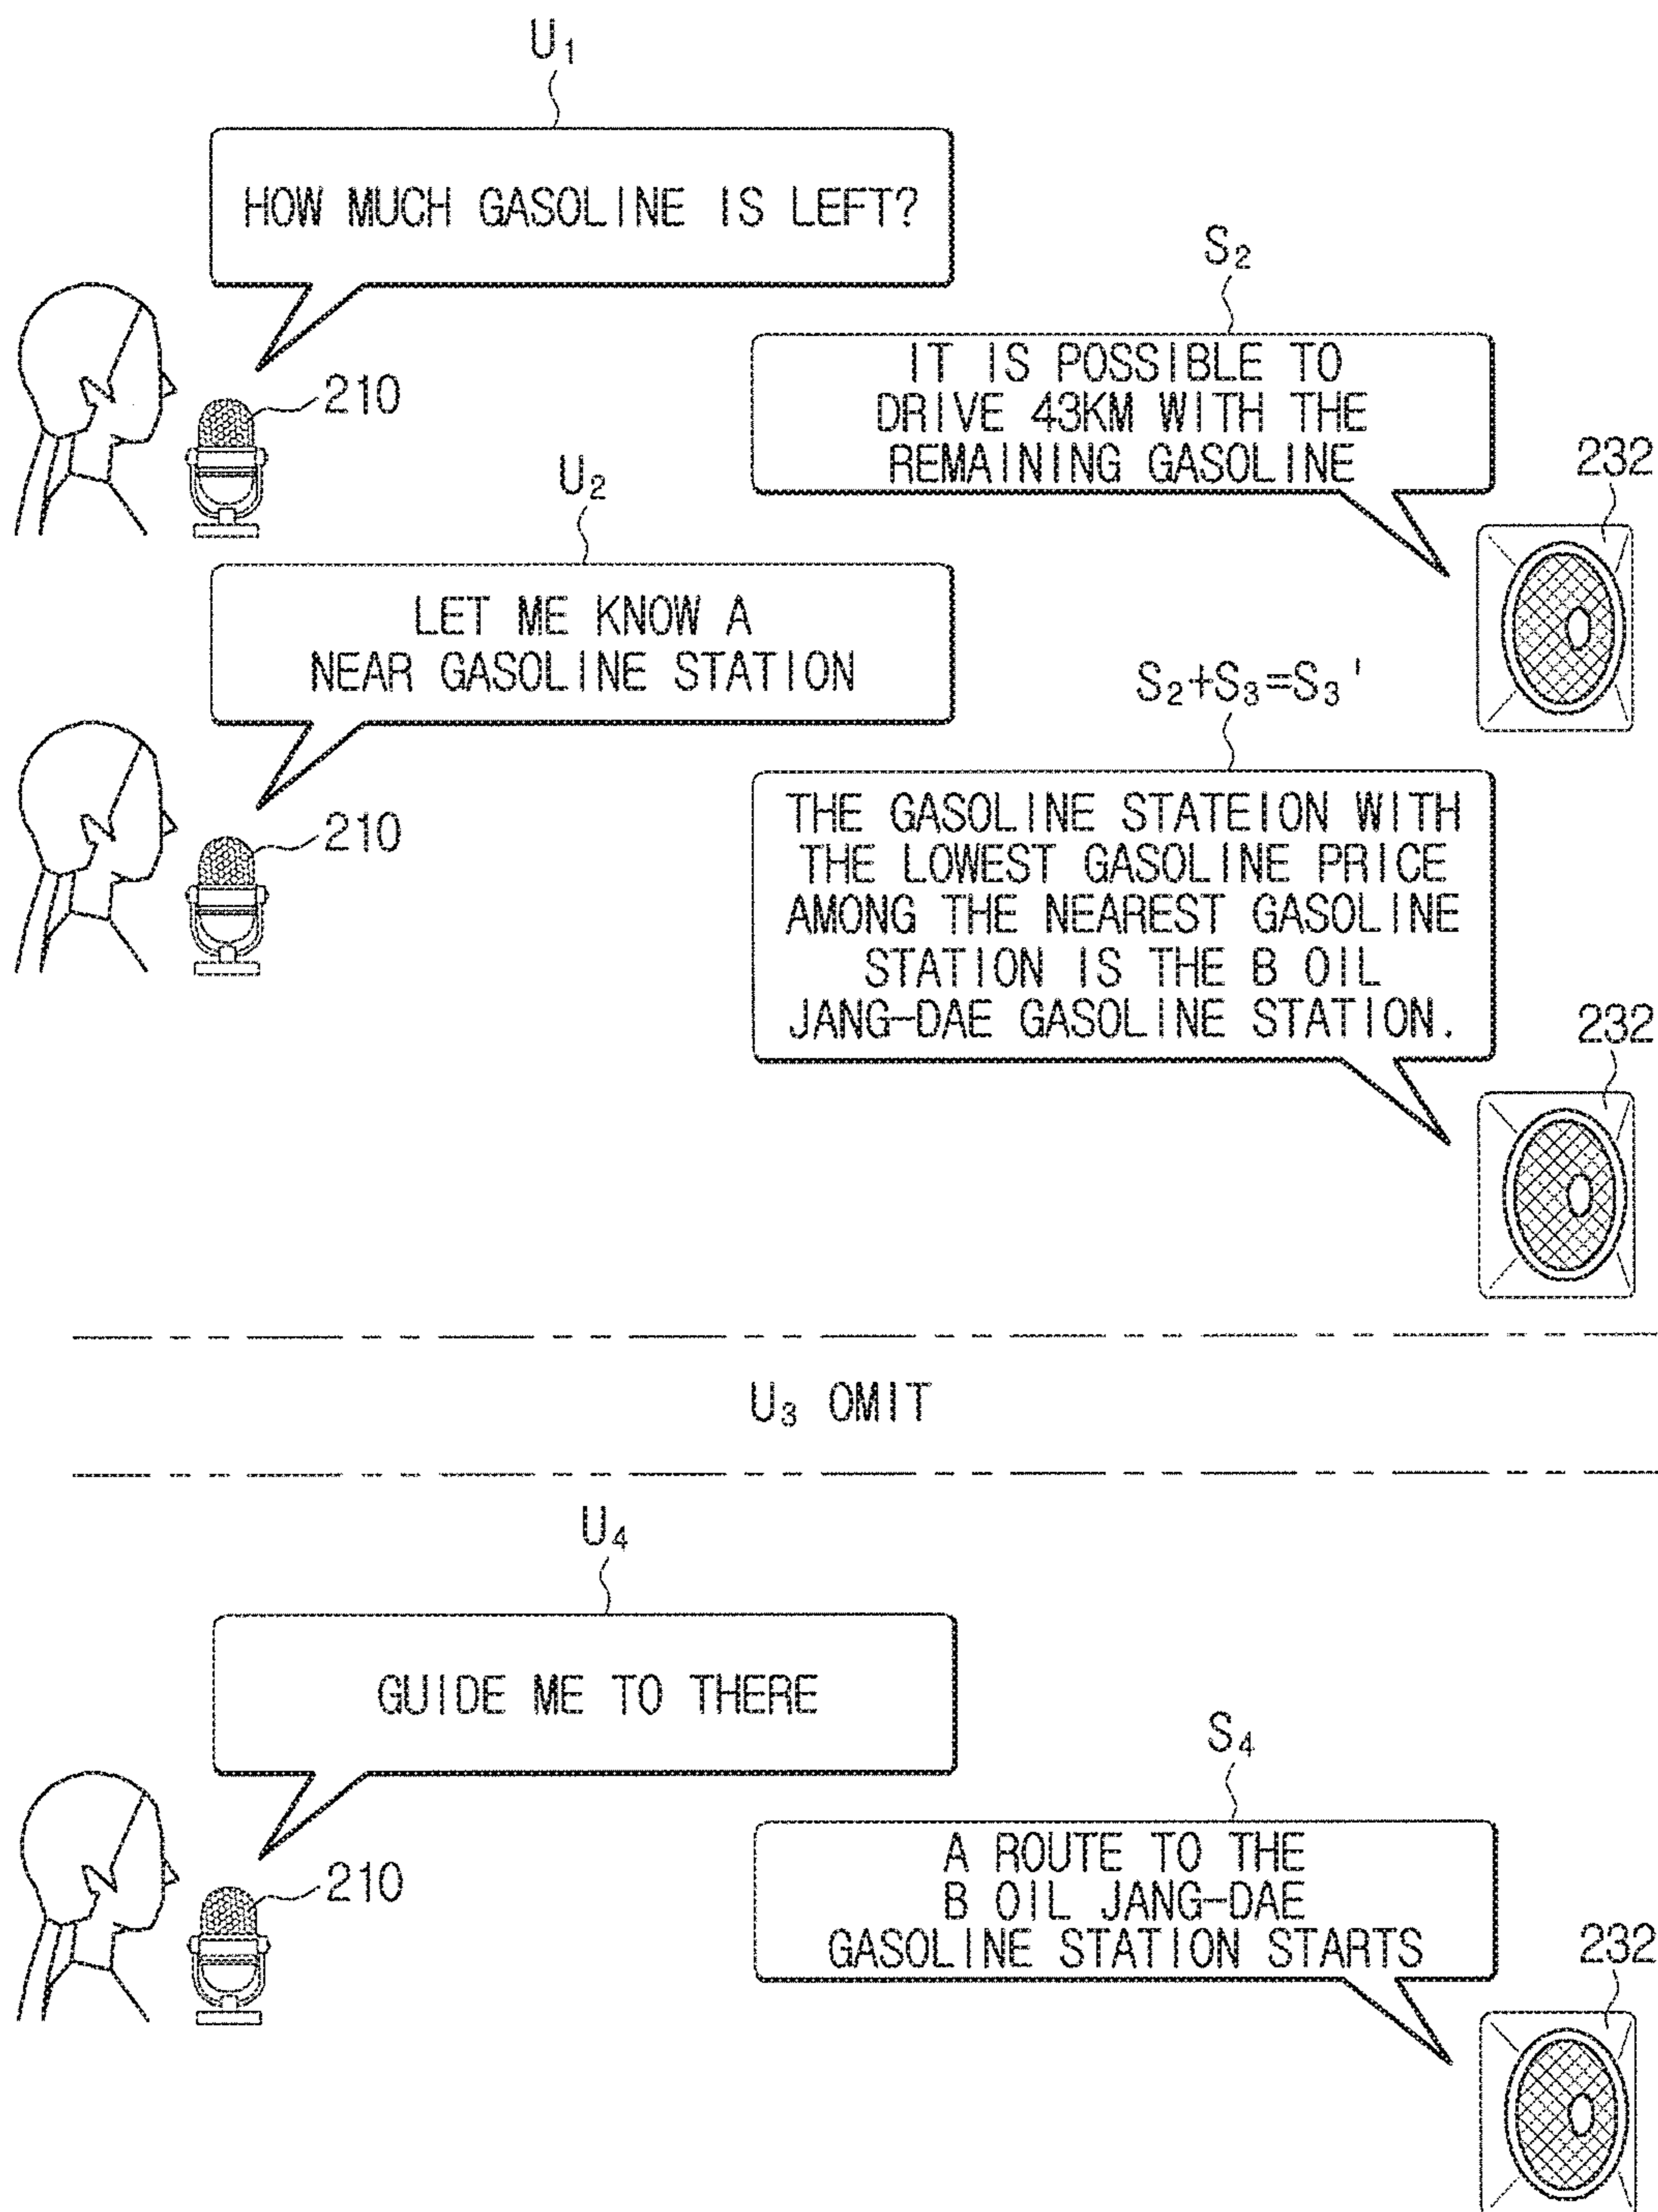 U₁
HOW MUCH GASOLINE IS LEFT?
210
S₂
IT IS POSSIBLE TO
DRIVE 43KM WITH THE
REMAINING GASOLINE
232
U₂
LET ME KNOW A
NEAR GASOLINE STATION
210
S₂+S₃=S₃'
THE GASOLINE STATEION WITH
THE LOWEST GASOLINE PRICE
AMONG THE NEAREST GASOLINE
STATION IS THE B OIL
JANG-DAE GASOLINE STATION.
232
U₃ OMIT
U₄
GUIDE ME TO THERE
210
S₄
A ROUTE TO THE
B OIL JANG-DAE
GASOLINE STATION STARTS
232